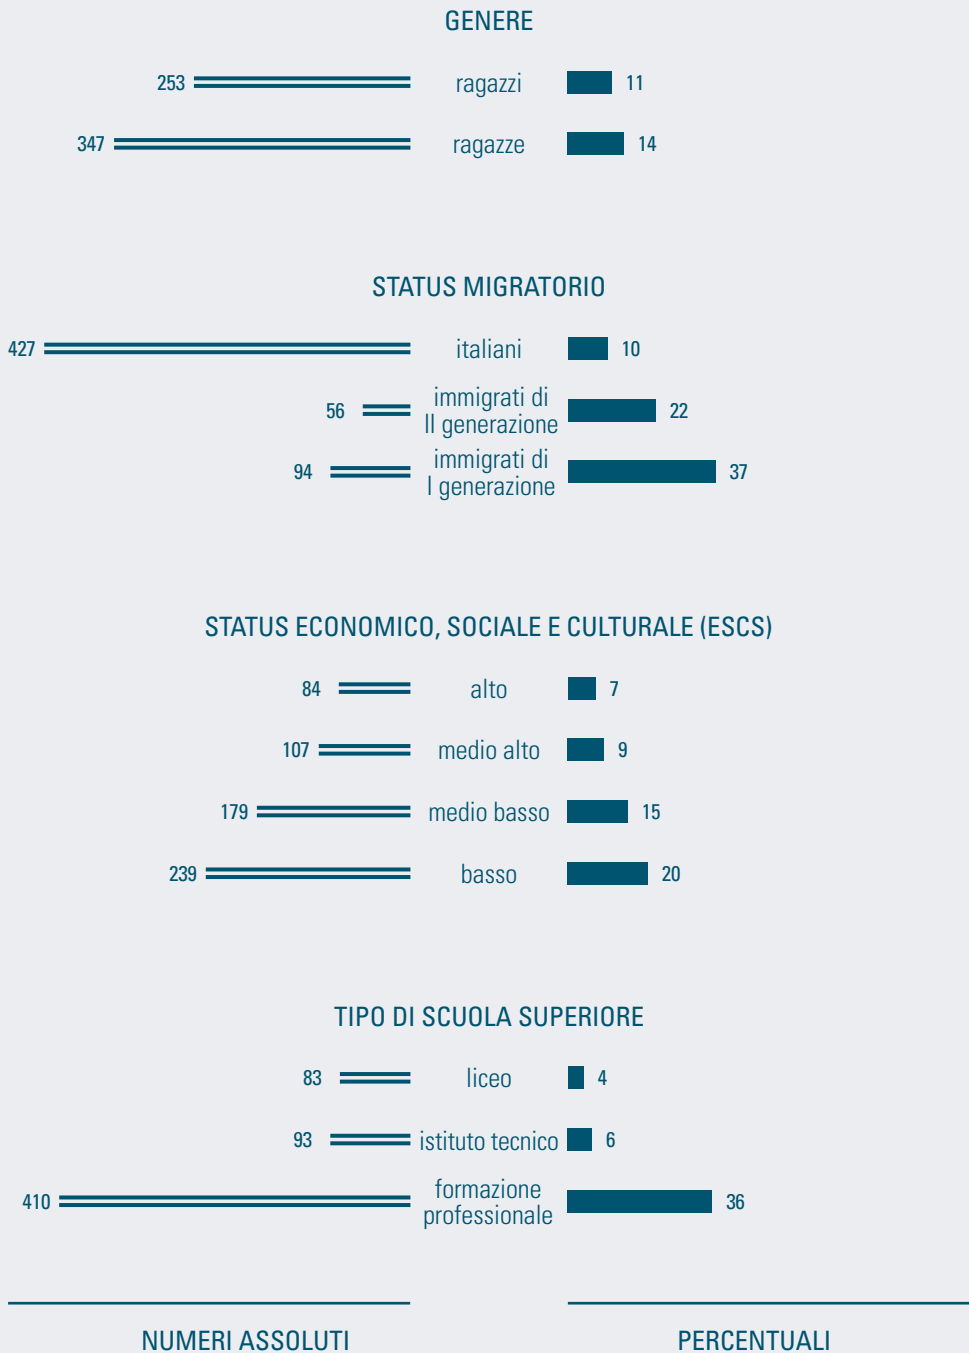 GENERE
253 ragazzi 11
347 ragazze 14
STATUS MIGRATORIO
427 italiani 10
immigrati di
56 II generazione 22
immigrati di
94 I generazione 37
STATUS ECONOMICO, SOCIALE E CULTURALE (ESCS)
84 alto 7
107 medio alto 9
179 medio basso 15
239 basso 20
TIPO DI SCUOLA SUPERIORE
83 liceo 4
93 istituto tecnico 6
formazione
410 professionale 36
NUMERI ASSOLUTI PERCENTUALI